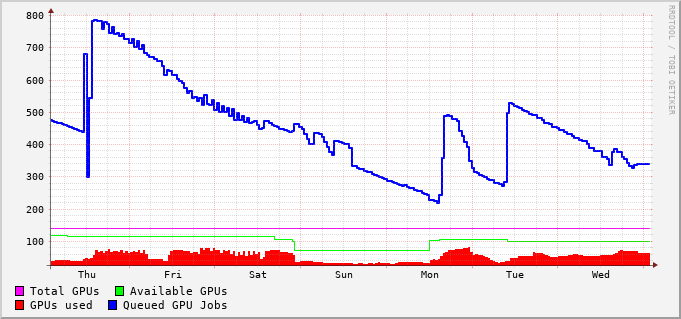 800
700
600
500
400
300
200
100
Thu Fri Sat Sun Mon Tue Wed
Total GPUs Available GPUs
GPUs used Queued GPU Jobs
RRDTOOL / TOBI OETIKER